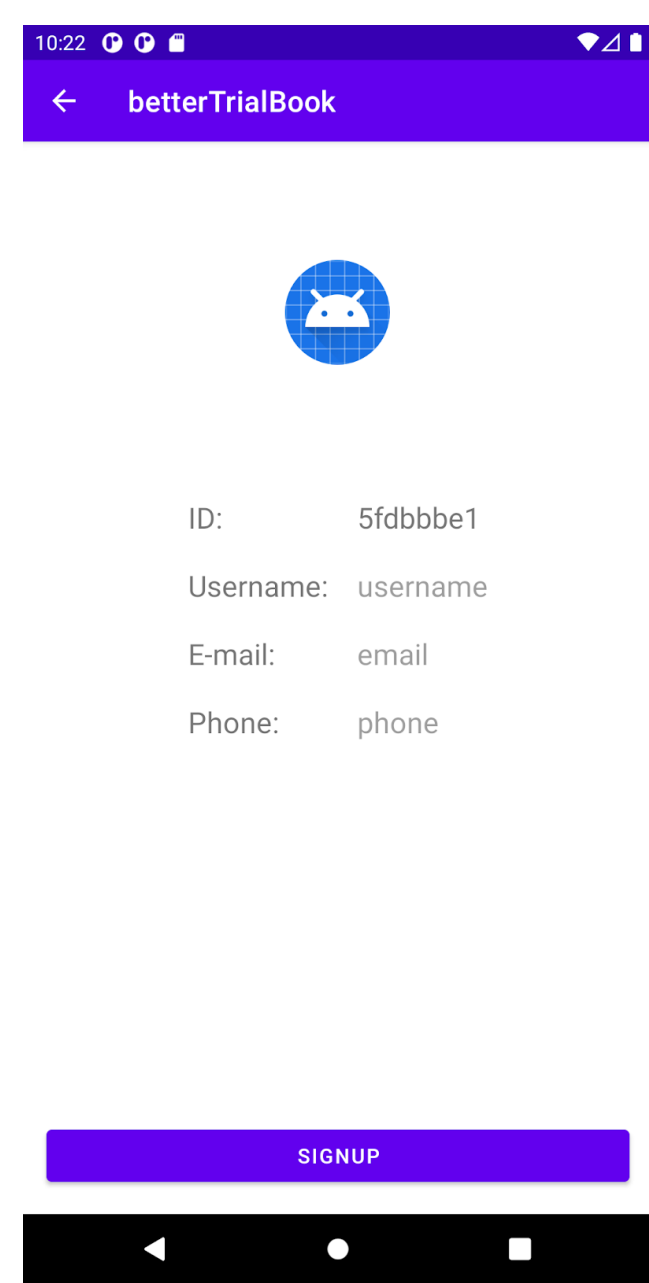 10:22
betterTrialBook
ID: 5fdbbbe1
Username: username
E-mail: email
Phone: phone
SIGNUP